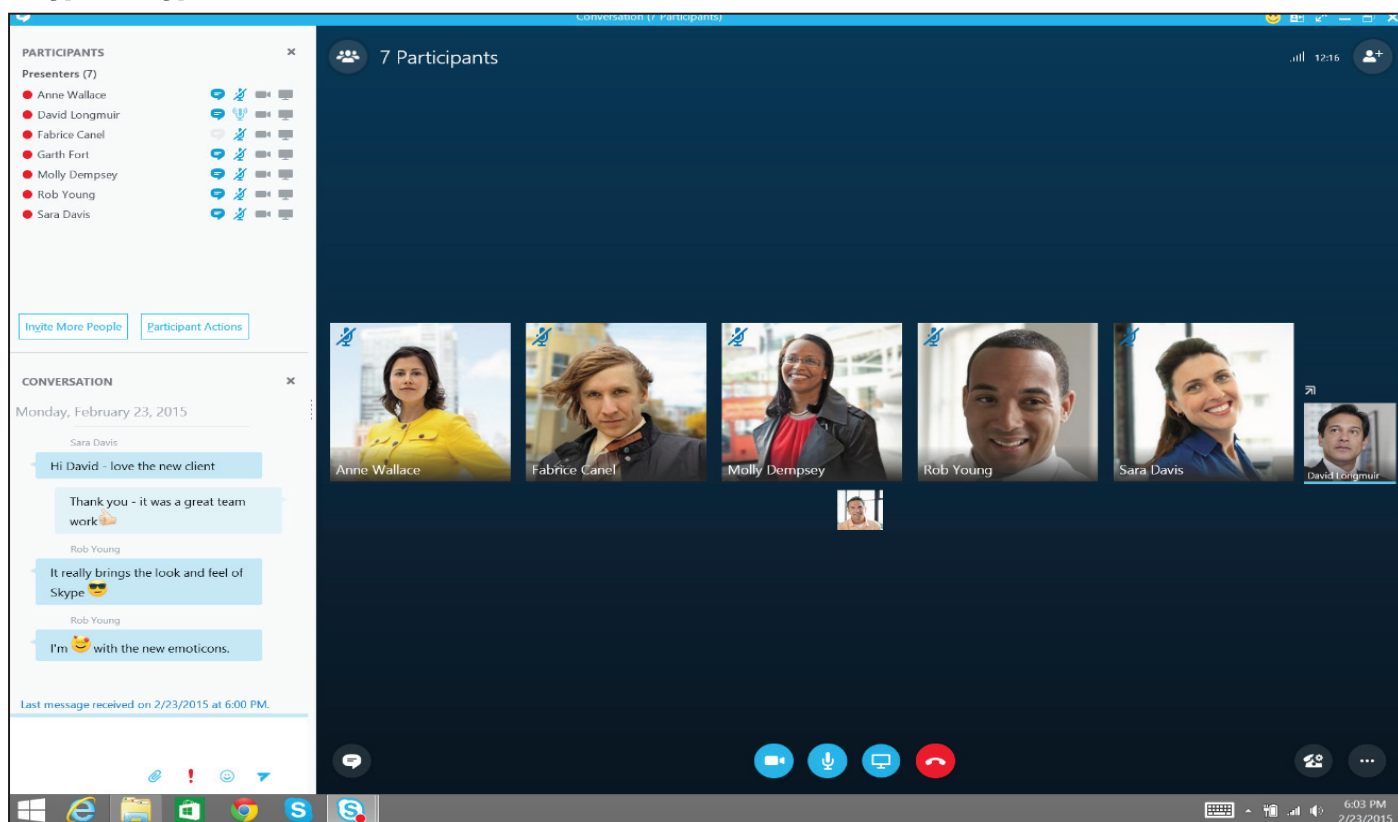 Conversation (7 Participants)
PARTICIPANTS
Presenters (7)
Anne Wallace
David Longmuir
Fabrice Canel
Garth Fort
Molly Dempsey
Rob Young
Sara Davis
Invite More People Participant Actions
CONVERSATION
Monday, February 23, 2015
Sara Davis
Hi David - love the new client
Thank you - it was a great team
work
Rob Young
It really brings the look and feel of
Skype
Rob Young
I'm with the new emoticons.
Last message received on 2/23/2015 at 6:00 PM.
7 Participants
12:16
Anne Wallace
Fabrice Canel
Molly Dempsey
Rob Young
Sara Davis
David Longmuir
6:03 PM
2/23/2015